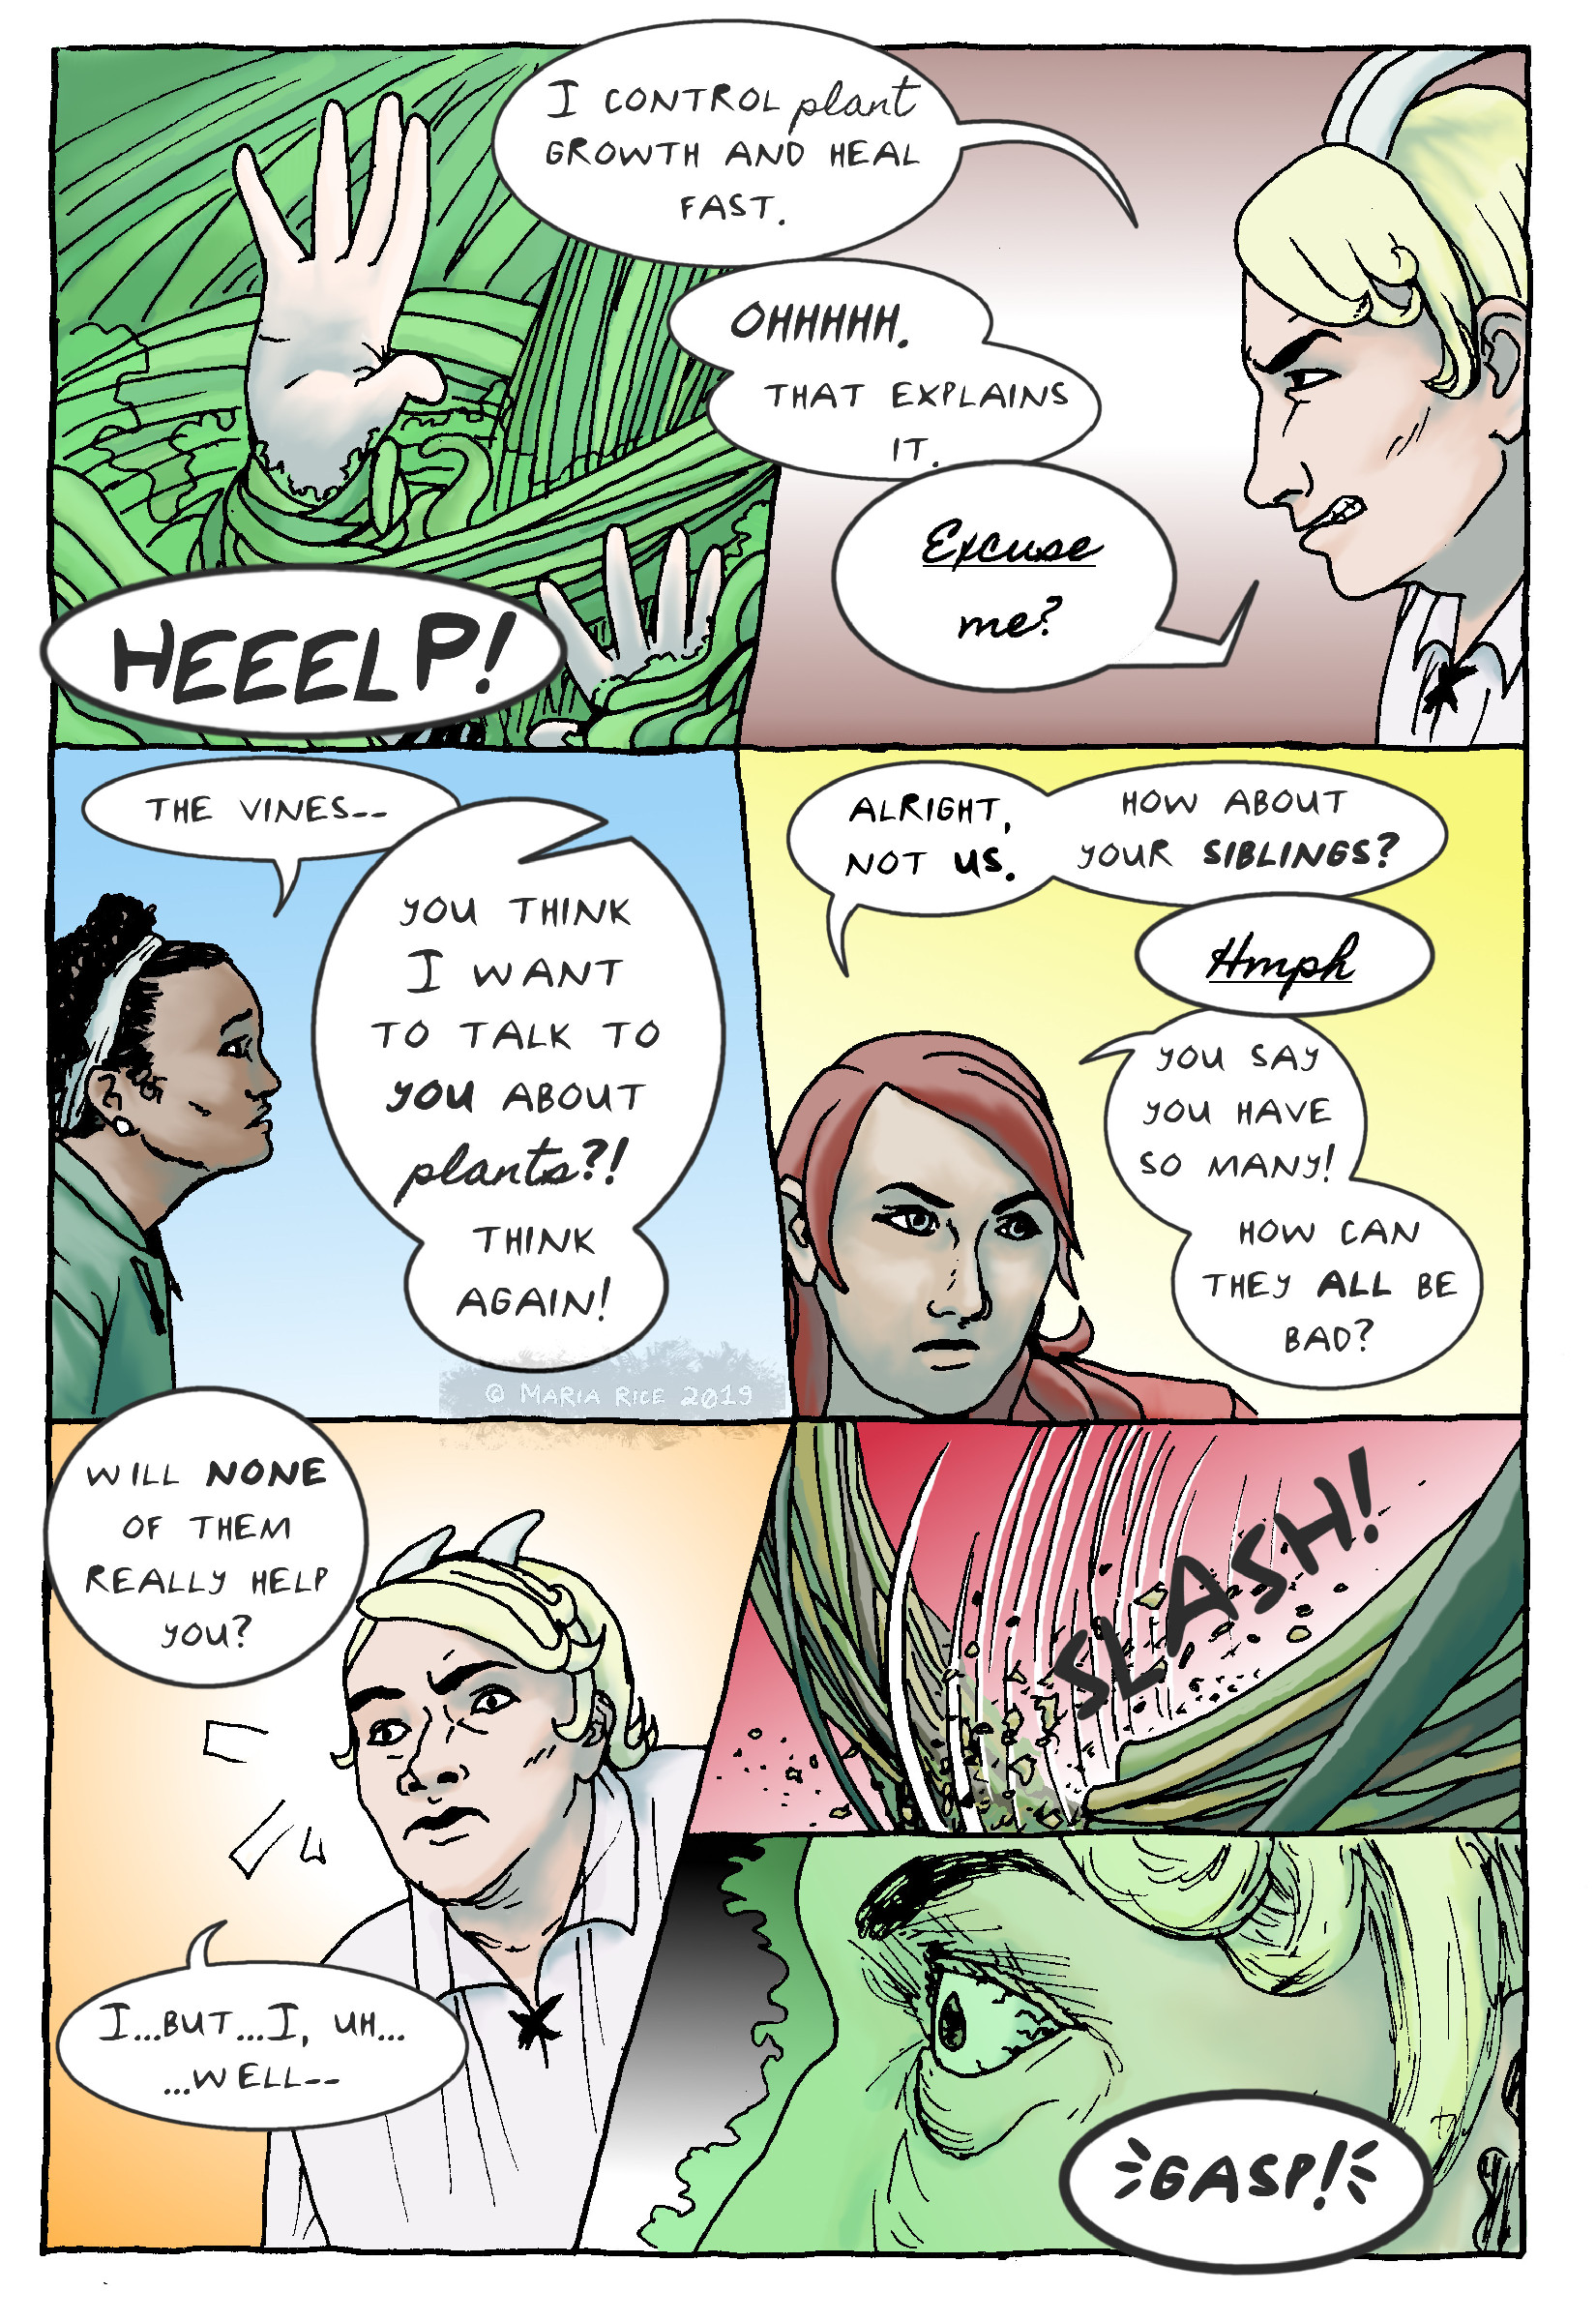 I CONTROL plant
GROWTH AND HEAL
FAST.
OHHHHH.
THAT EXPLAINS
IT.
Excuse
me?
HEEELP!
THE VINES--
YOU THINK
I WANT
TO TALK TO
YOU ABOUT
plants?!
THINK
AGAIN!
© MARIA RICE 2019
ALRIGHT,
NOT US.
HOW ABOUT
YOUR SIBLINGS?
Hmph
YOU SAY
YOU HAVE
SO MANY!
HOW CAN
THEY ALL BE
BAD?
WILL NONE
OF THEM
REALLY HELP
YOU?
I...BUT...I, UH...
...WELL--
SLASH!
GASP!